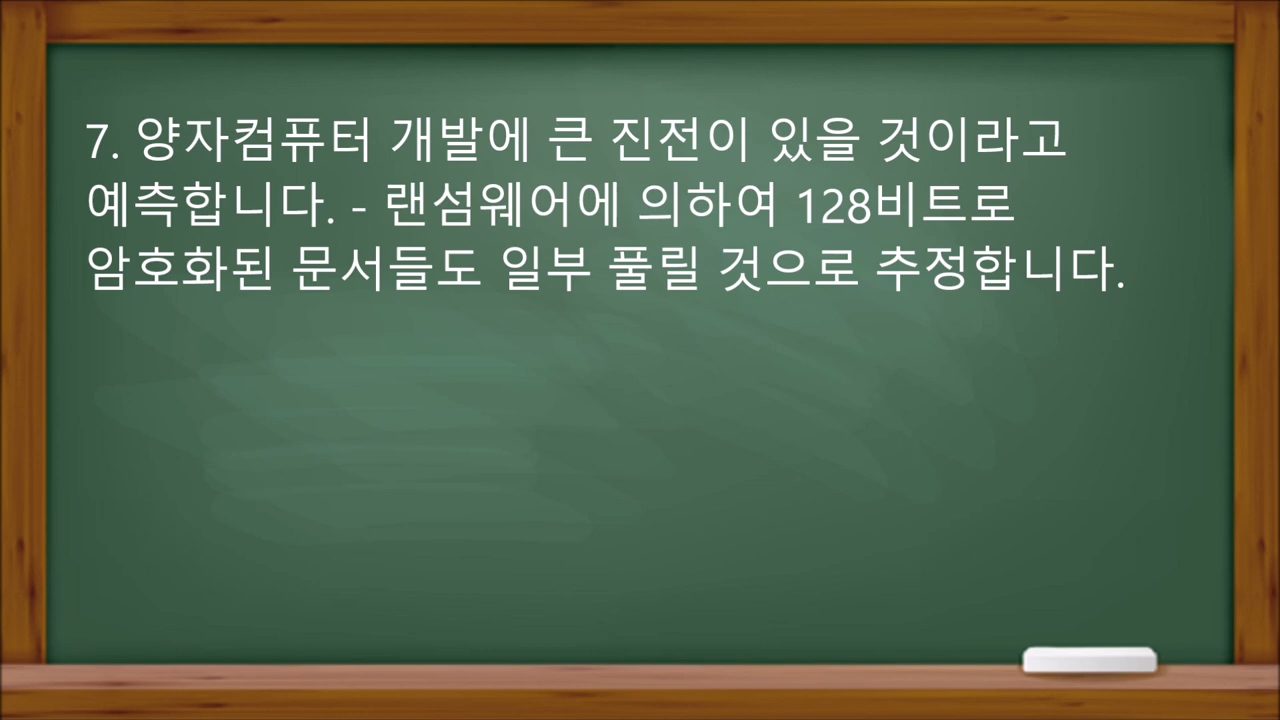 7. 양자컴퓨터 개발에 큰 진전이 있을 것이라고
예측합니다. - 랜섬웨어에 의하여 128비트로
암호화된 문서들도 일부 풀릴 것으로 추정합니다.